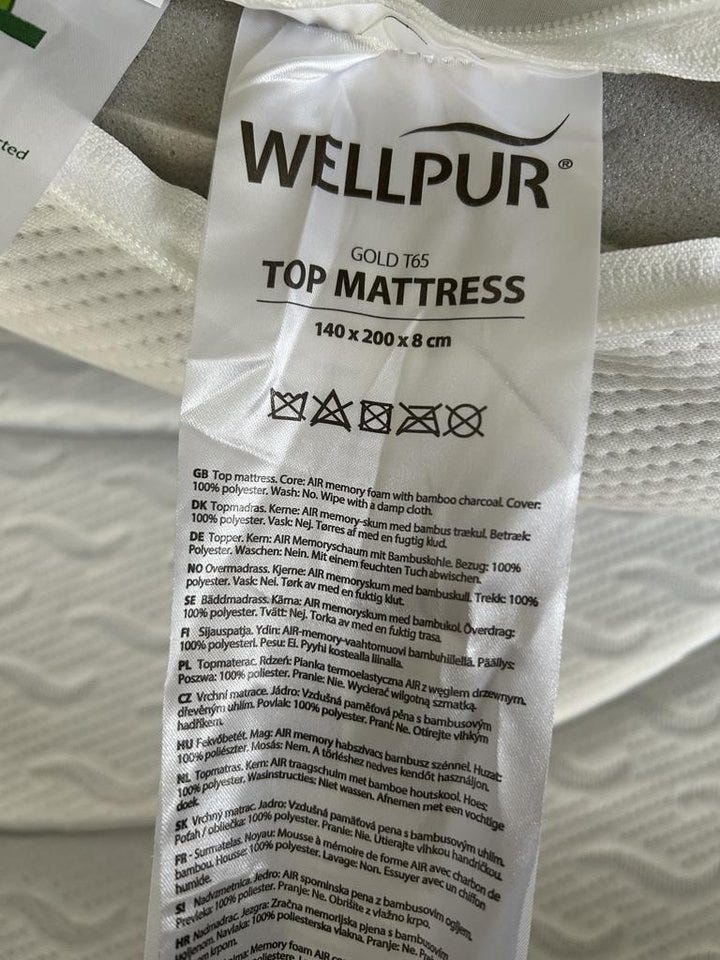 cted
WELLPUR®
GOLD T65
TOP MATTRESS
140 x 200 x 8 cm
GB Top mattress. Core: AIR memory foam with bamboo charcoal. Cover:
100% polyester. Wash: No. Wipe with a damp cloth.
DK Topmadras. Kerne: AIR memory-skum med bambus trækul. Betræk:
100% polyester. Vask: Nej. Tørres af med en fugtig klud.
DE Topper. Kern: AIR Memoryschaum mit Bambuskohle. Bezug: 100%
Polyester. Waschen: Nein. Mit einem feuchten Tuch abwischen.
NO Overmadrass. Kjerne: AIR memoryskum med bambuskull. Trekk: 100%
polyester. Vask: Nei. Tørk av med en fuktig klut.
SE Bäddmadrass. Kärna: AIR memoryskum med bambukol. Överdrag:
100% polyester. Tvätt: Nej. Torka av med en fuktig trasa.
FI Sijauspatja. Ydin: AIR-memory-vaahtomuovi bambuhiilellä. Päällys:
100% polyesteri. Pesu: Ei. Pyyhi kostealla liinalla.
PL Topmaterac. Rdzeń: Pianka termoelastyczna AIR z węglem drzewnym.
Poszwa: 100% poliester. Pranie: Nie. Wycierać wilgotną szmatką.
CZ Vrchní matrace. Jádro: Vzdušná paměťová pěna s bambusovým
dřevěným uhlím. Povlak: 100% polyester. Praní: Ne. Otírejte vlhkým
hadříkem.
HU Fekvőbetét. Mag: AIR memory habszivacs bambusz szénnel. Huzat:
100% poliészter. Mosás: Nem. A törléshez nedves kendőt használjon.
NL Topmatras. Kern: AIR traagschuim met bamboe houtskool. Hoes:
100% polyester. Wasinstructies: Niet wassen. Afnemen met een vochtige
doek.
SK Vrchný matrac. Jadro: Vzdušná pamäťová pena s bambusovým uhlím.
Poťah / obliečka: 100% polyester. Pranie: Nie. Utierajte vlhkou handričkou.
FR - Surmatelas. Noyau: Mousse à mémoire de forme AIR avec charbon de
bambou. Housse: 100% polyester. Lavage: Non. Essuyer avec un chiffon
humide.
SI Nadvzmetnica. Jedro: AIR spominska pena z bambusovim ogljem.
Prevleka: 100% poliester. Pranje: Ne. Obrišite z vlažno krpo.
HR Nadmadrac. Jezgra: Zračna memorijska pjena s bambusovim
ugljenom. Navlaka: 100% poliesterska vlakna. Pranje: Ne.
om krpom.
Memory foam AIR